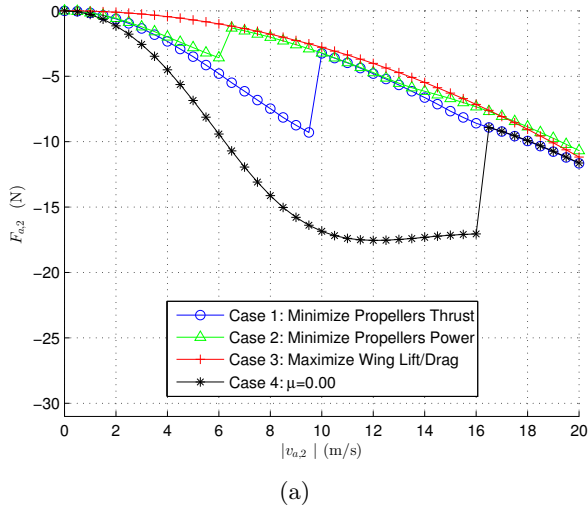 0
−5
−10
−15
−20
−25
−30
F_{a,2} (N)
Case 1: Minimize Propellers Thrust
Case 2: Minimize Propellers Power
Case 3: Maximize Wing Lift/Drag
Case 4: μ=0.00
0 2 4 6 8 10 12 14 16 18 20
|v_{a,2}| (m/s)
(a)